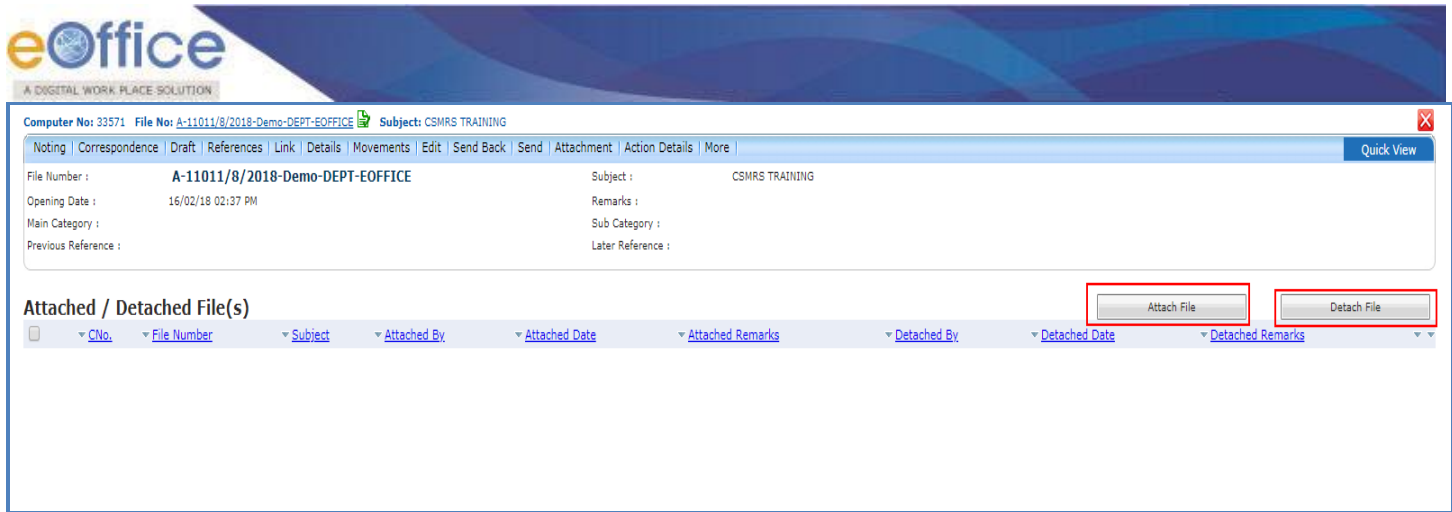 eOffice
A DIGITAL WORK PLACE SOLUTION
Computer No: 33571 File No: A-11011/8/2018-Demo-DEPT-EOFFICE Subject: CSMRS TRAINING
Noting | Correspondence | Draft | References | Link | Details | Movements | Edit | Send Back | Send | Attachment | Action Details | More | Quick View
File Number : A-11011/8/2018-Demo-DEPT-EOFFICE Subject : CSMRS TRAINING
Opening Date : 16/02/18 02:37 PM Remarks :
Main Category : Sub Category :
Previous Reference : Later Reference :
Attached / Detached File(s) Attach File Detach File
CNo. File Number Subject Attached By Attached Date Attached Remarks Detached By Detached Date Detached Remarks